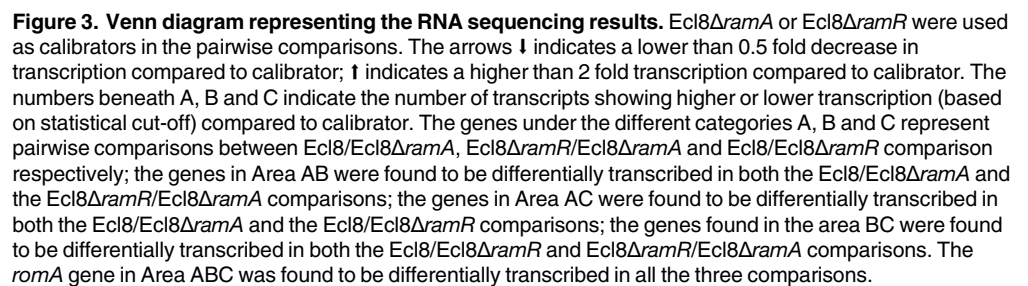 Figure 3. Venn diagram representing the RNA sequencing results. Ecl8ΔramA or Ecl8ΔramR were used
as calibrators in the pairwise comparisons. The arrows ⬇ indicates a lower than 0.5 fold decrease in
transcription compared to calibrator; ⬆ indicates a higher than 2 fold transcription compared to calibrator. The
numbers beneath A, B and C indicate the number of transcripts showing higher or lower transcription (based
on statistical cut-off) compared to calibrator. The genes under the different categories A, B and C represent
pairwise comparisons between Ecl8/Ecl8ΔramA, Ecl8ΔramR/Ecl8ΔramA and Ecl8/Ecl8ΔramR comparison
respectively; the genes in Area AB were found to be differentially transcribed in both the Ecl8/Ecl8ΔramA and
the Ecl8ΔramR/Ecl8ΔramA comparisons; the genes in Area AC were found to be differentially transcribed in
both the Ecl8/Ecl8ΔramA and the Ecl8/Ecl8ΔramR comparisons; the genes found in the area BC were found
to be differentially transcribed in both the Ecl8/Ecl8ΔramR and Ecl8ΔramR/Ecl8ΔramA comparisons. The
romA gene in Area ABC was found to be differentially transcribed in all the three comparisons.